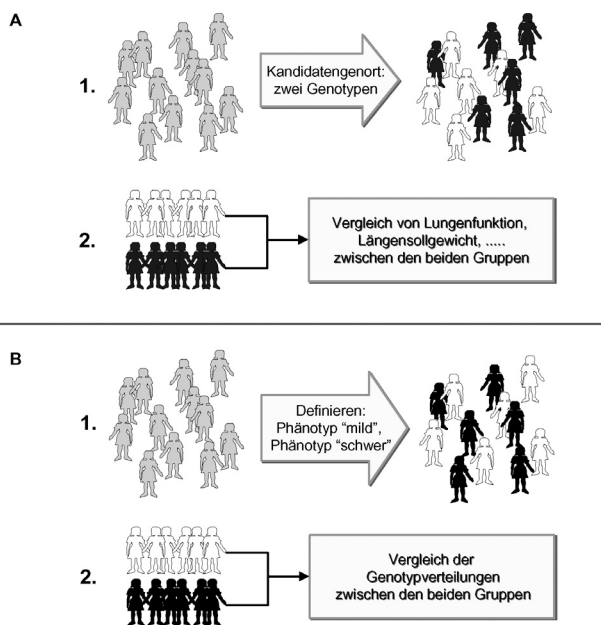 A
1.
Kandidatengenort:
zwei Genotypen
2.
Vergleich von Lungenfunktion,
Längensollgewicht, .....
zwischen den beiden Gruppen
B
1.
Definieren:
Phänotyp "mild",
Phänotyp "schwer"
2.
Vergleich der
Genotypverteilungen
zwischen den beiden Gruppen